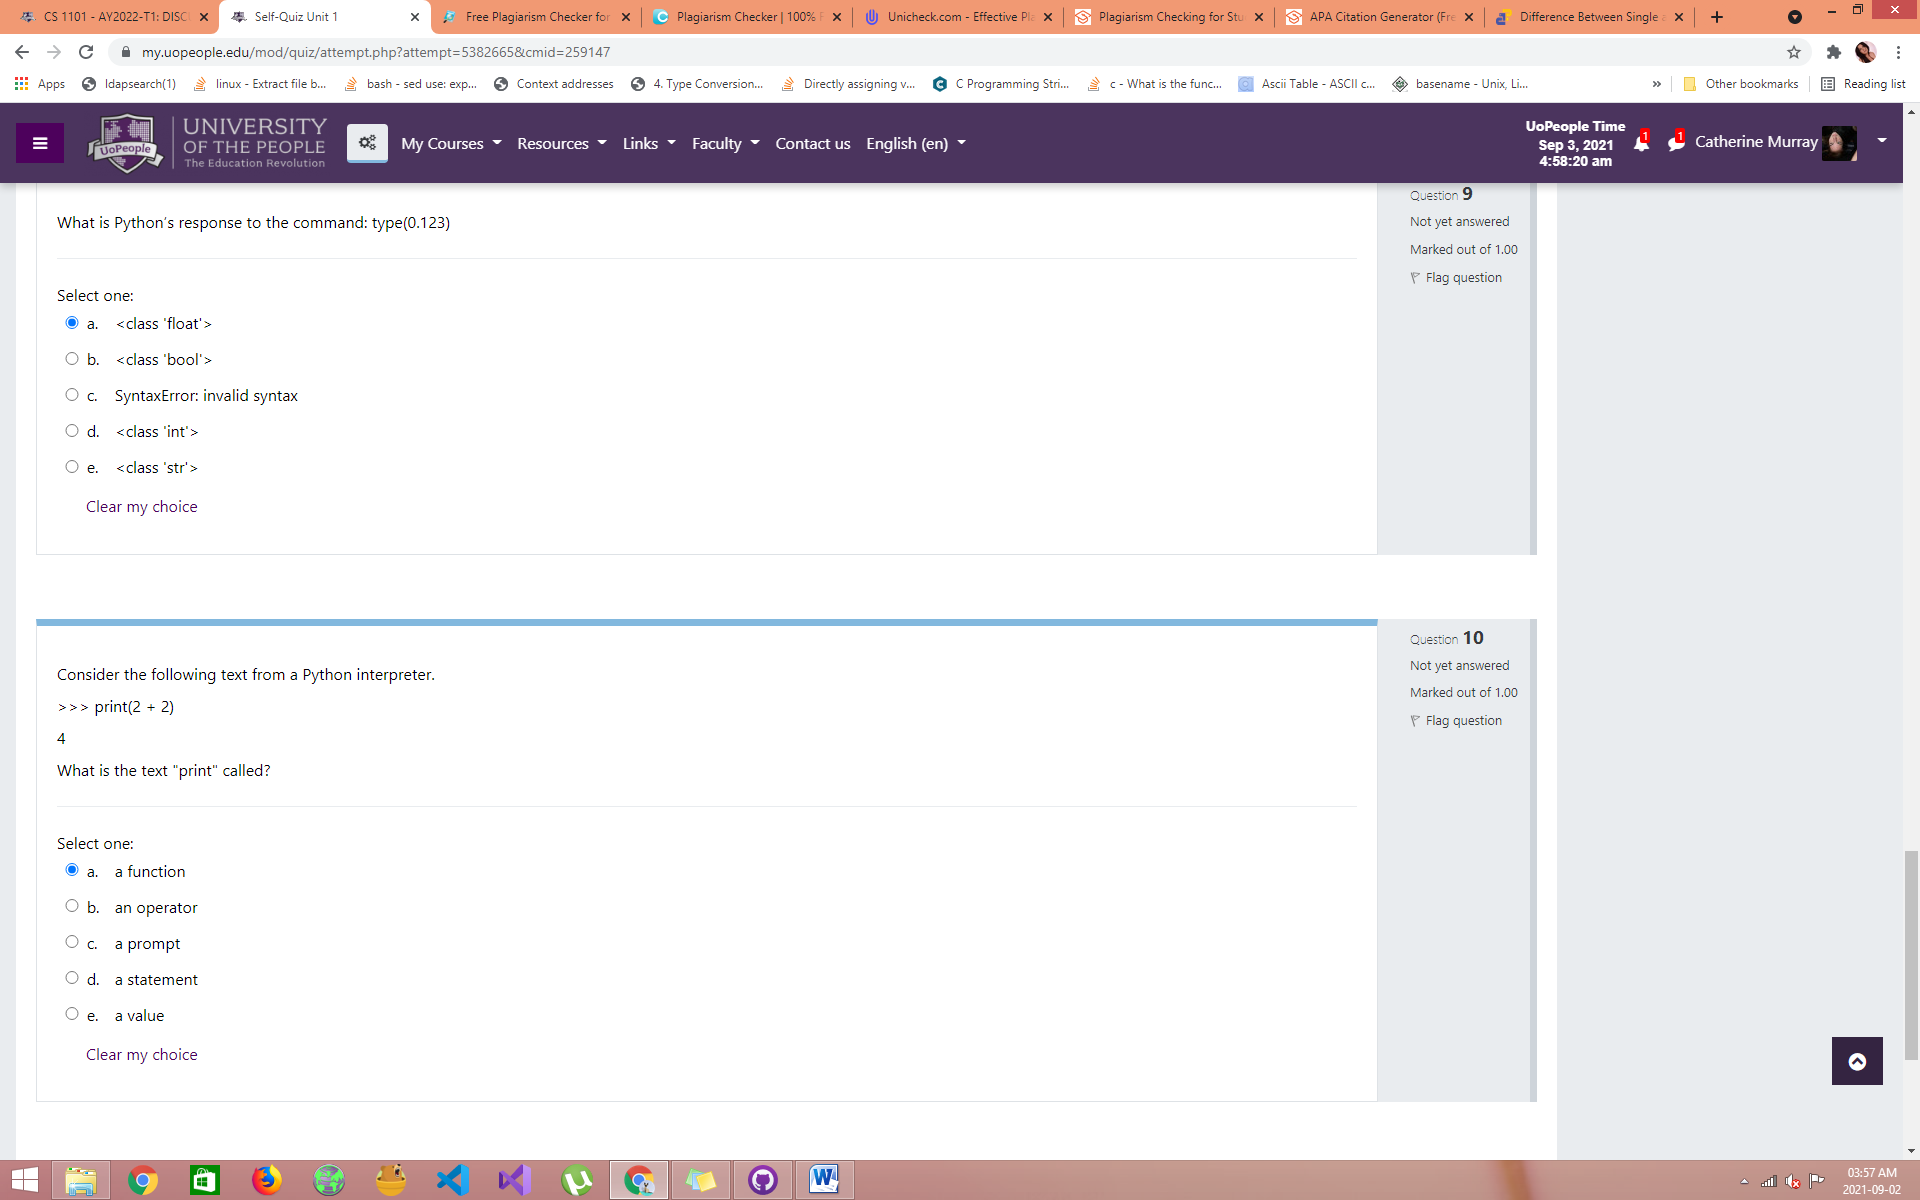 CS 1101 - AY2022-T1: DISC
Self-Quiz Unit 1
Free Plagiarism Checker for
Plagiarism Checker | 100% F
Unicheck.com - Effective Pla
Plagiarism Checking for Stu
APA Citation Generator (Fre
Difference Between Single a
my.uopeople.edu/mod/quiz/attempt.php?attempt=5382665&cmid=259147
Apps
ldapsearch(1)
linux - Extract file b...
bash - sed use: exp...
Context addresses
4. Type Conversion...
Directly assigning v...
C Programming Stri...
c - What is the func...
Ascii Table - ASCII c...
basename - Unix, Li...
»
Other bookmarks
Reading list
UoPeople
UNIVERSITY
OF THE PEOPLE
The Education Revolution
My Courses
Resources
Links
Faculty
Contact us
English (en)
UoPeople Time
Sep 3, 2021
4:58:20 am
1
1
Catherine Murray
Question 9
Not yet answered
Marked out of 1.00
Flag question
What is Python's response to the command: type(0.123)
Select one:
a. <class 'float'>
b. <class 'bool'>
c. SyntaxError: invalid syntax
d. <class 'int'>
e. <class 'str'>
Clear my choice
Question 10
Not yet answered
Marked out of 1.00
Flag question
Consider the following text from a Python interpreter.
>>> print(2 + 2)
4
What is the text "print" called?
Select one:
a. a function
b. an operator
c. a prompt
d. a statement
e. a value
Clear my choice
03:57 AM
2021-09-02